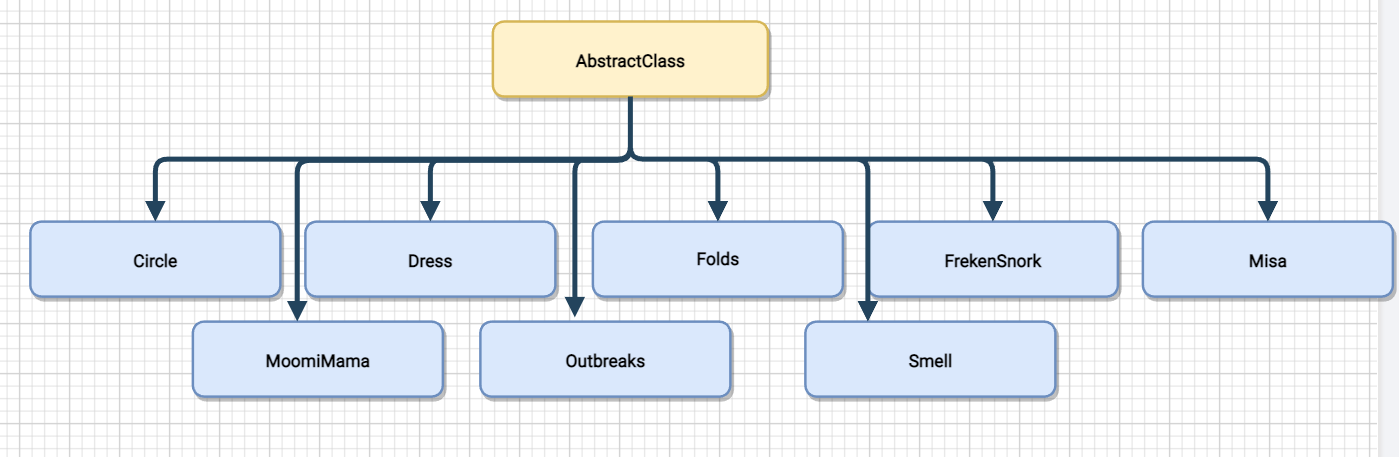 AbstractClass
Circle
Dress
Folds
FrekenSnork
Misa
MoomiMama
Outbreaks
Smell